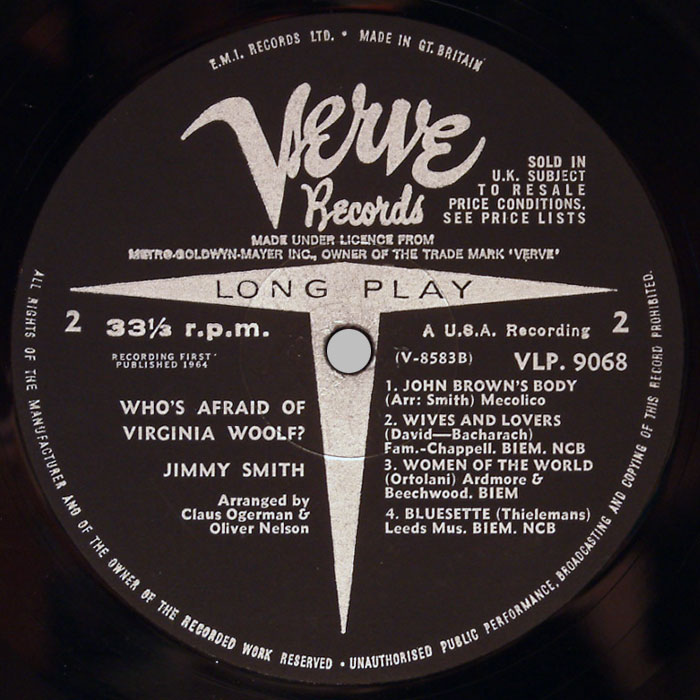 E.M.I. RECORDS LTD. • MADE IN GT. BRITAIN
Verve
Records
SOLD IN
U.K. SUBJECT
TO RESALE
PRICE CONDITIONS.
SEE PRICE LISTS
MADE UNDER LICENCE FROM
METRO-GOLDWYN-MAYER INC., OWNER OF THE TRADE MARK 'VERVE'
LONG PLAY
2 33⅓ r.p.m.
A U.S.A. Recording 2
RECORDING FIRST
PUBLISHED 1964
(V-8583B) VLP. 9068
WHO'S AFRAID OF
VIRGINIA WOOLF?
JIMMY SMITH
Arranged by
Claus Ogerman &
Oliver Nelson
1. JOHN BROWN'S BODY
(Arr: Smith) Mecolico
2. WIVES AND LOVERS
(David—Bacharach)
Fam.-Chappell. BIEM. NCB
3. WOMEN OF THE WORLD
(Ortolani) Ardmore &
Beechwood. BIEM
4. BLUESETTE (Thielemans)
Leeds Mus. BIEM. NCB
ALL RIGHTS OF THE MANUFACTURER AND OF THE OWNER OF THE RECORDED WORK RESERVED • UNAUTHORISED PUBLIC PERFORMANCE, BROADCASTING AND COPYING OF THIS RECORD PROHIBITED.